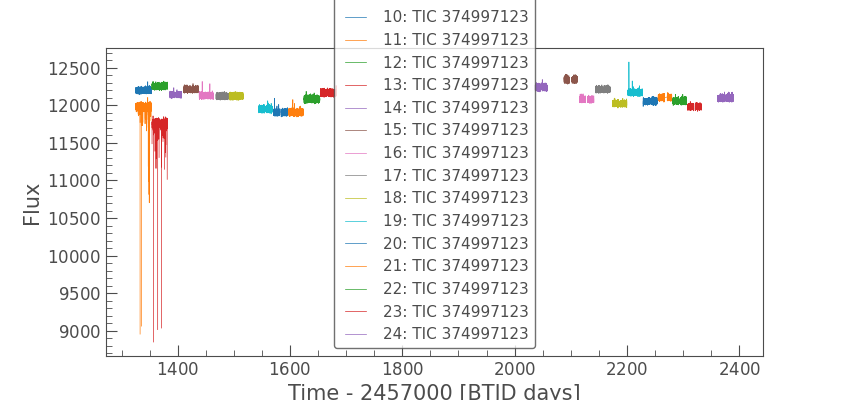 10: TIC 374997123
11: TIC 374997123
12: TIC 374997123
13: TIC 374997123
14: TIC 374997123
15: TIC 374997123
16: TIC 374997123
17: TIC 374997123
18: TIC 374997123
19: TIC 374997123
20: TIC 374997123
21: TIC 374997123
22: TIC 374997123
23: TIC 374997123
24: TIC 374997123
12500
12000
11500
11000
10500
10000
9500
9000
Flux
1400 1600 1800 2000 2200 2400
Time - 2457000 [BTJD days]